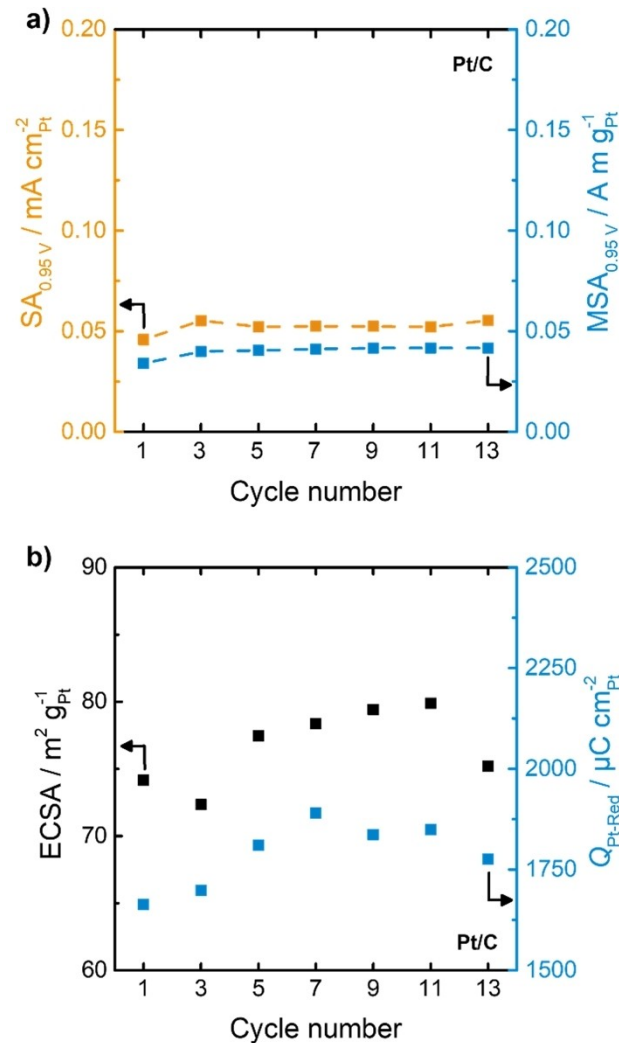 a)
Pt/C
0.20
0.15
0.10
0.05
0.00
SA0.95 V / mA cm-2Pt
0.20
0.15
0.10
0.05
0.00
MSA0.95 V / A m g-1Pt
1 3 5 7 9 11 13
Cycle number
b)
90
80
70
60
ECSA / m2 g-1Pt
2500
2250
2000
1750
1500
QPt-Red / µC cm-2Pt
Pt/C
1 3 5 7 9 11 13
Cycle number